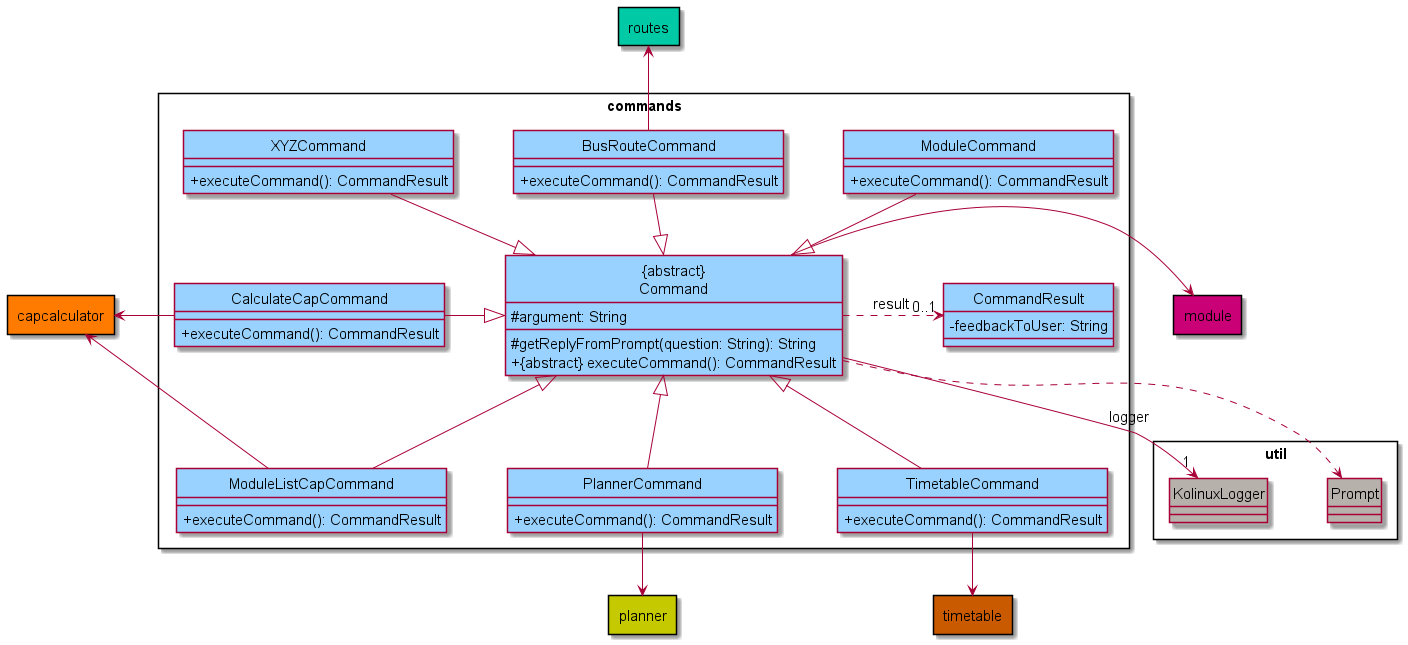 routes
commands
XYZCommand
+executeCommand(): CommandResult
BusRouteCommand
+executeCommand(): CommandResult
ModuleCommand
+executeCommand(): CommandResult
capcalculator
CalculateCapCommand
+executeCommand(): CommandResult
{abstract}
Command
#argument: String
#getReplyFromPrompt(question: String): String
+{abstract} executeCommand(): CommandResult
result
0..1
CommandResult
-feedbackToUser: String
module
logger
1
util
KolinuxLogger
Prompt
ModuleListCapCommand
+executeCommand(): CommandResult
PlannerCommand
+executeCommand(): CommandResult
TimetableCommand
+executeCommand(): CommandResult
planner
timetable